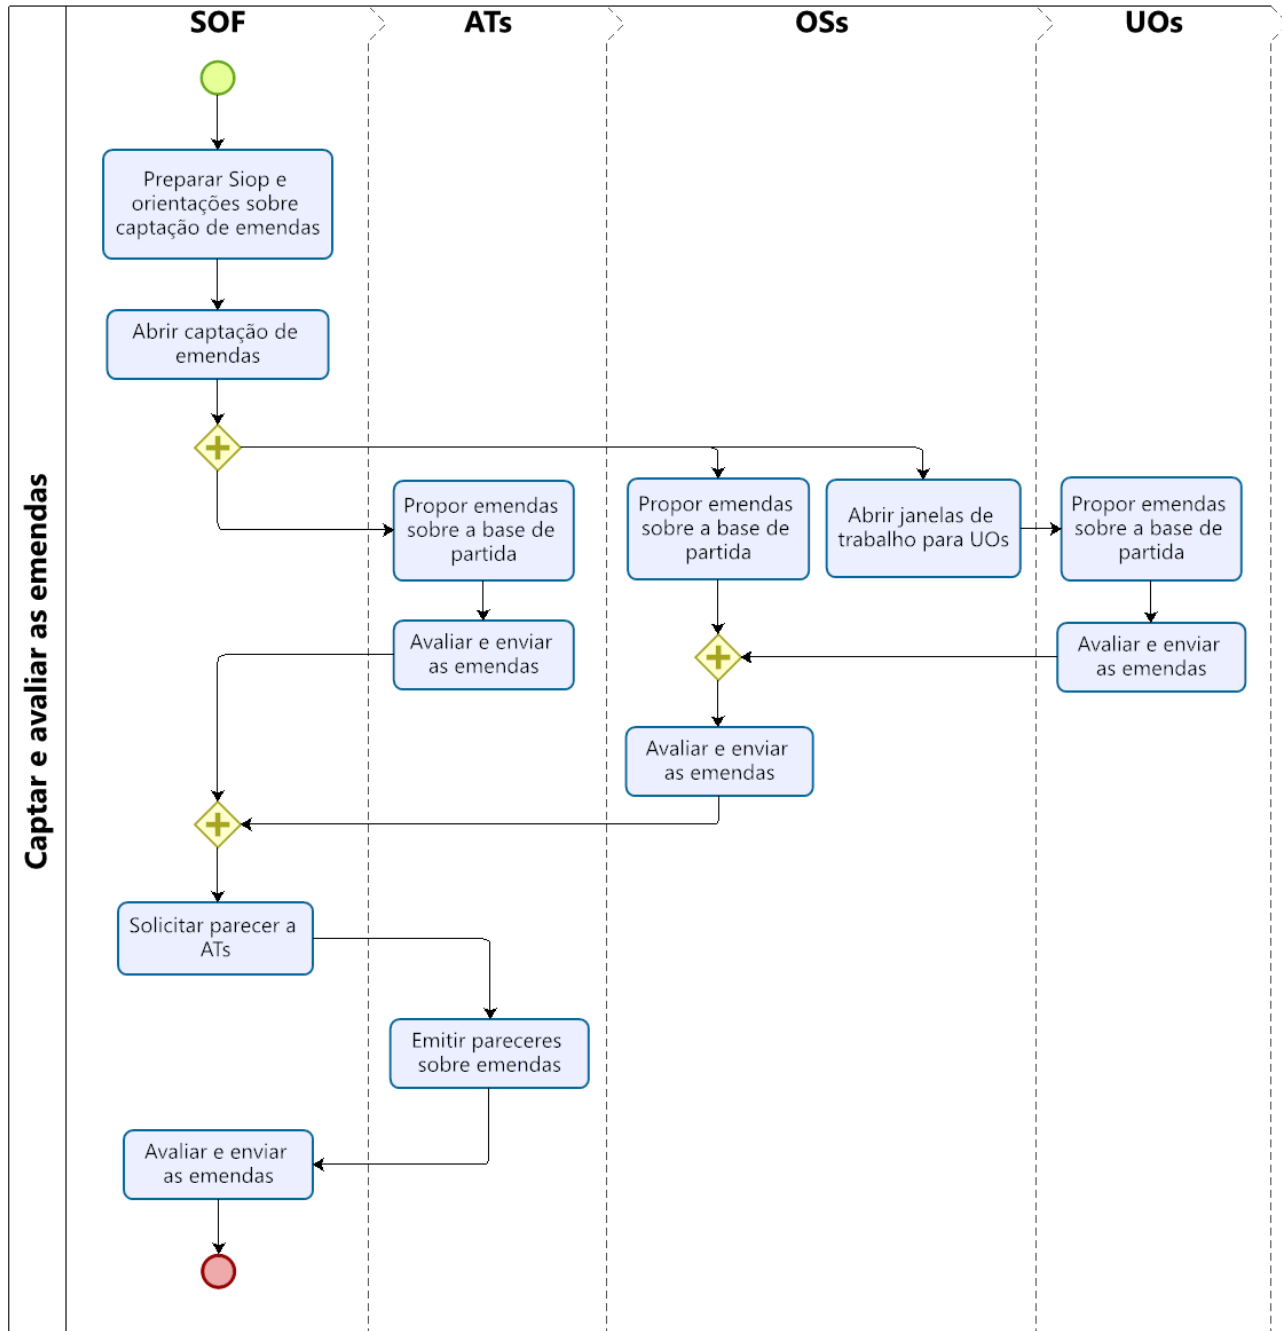 Captar e avaliar as emendas
SOF
ATs
OSs
UOs
Preparar Siop e
orientações sobre
captação de emendas
Abrir captação de
emendas
Propor emendas
sobre a base de
partida
Propor emendas
sobre a base de
partida
Abrir janelas de
trabalho para UOs
Propor emendas
sobre a base de
partida
Avaliar e enviar
as emendas
Avaliar e enviar
as emendas
Avaliar e enviar
as emendas
Solicitar parecer a
ATs
Emitir pareceres
sobre emendas
Avaliar e enviar
as emendas